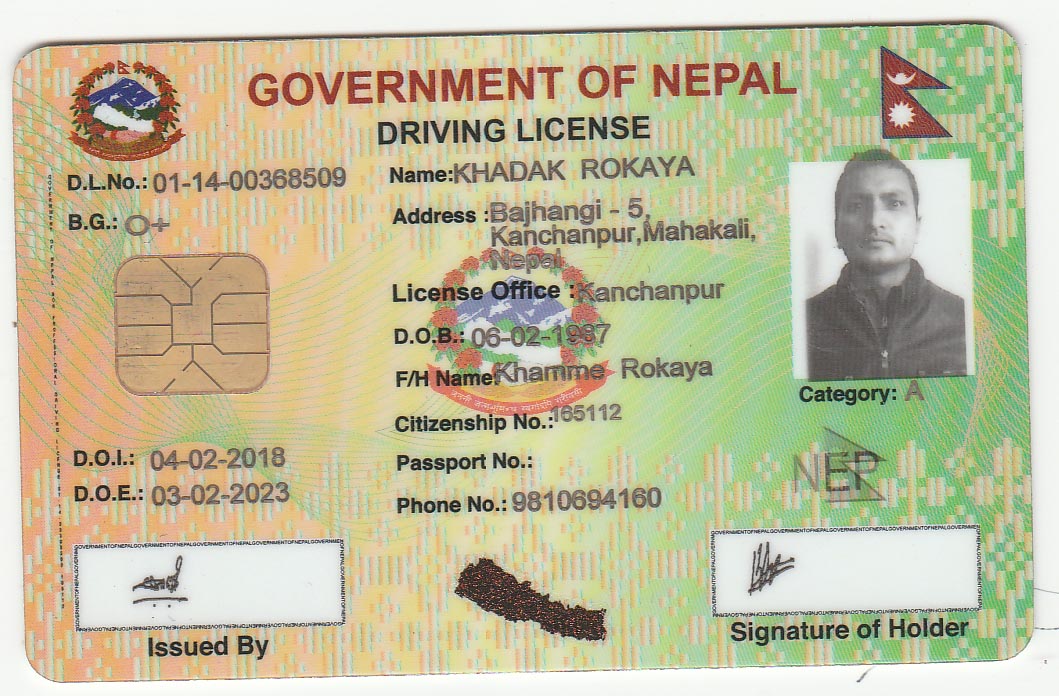 GOVERNMENT OF NEPAL
DRIVING LICENSE
D.L.No.: 01-14-00368509
B.G.: O+
Name:KHADAK ROKAYA
Address :Bajhangi - 5,
Kanchanpur,Mahakali,
Nepal
License Office :Kanchanpur
D.O.B.: 06-02-1987
F/H Name:Khamme Rokaya
Citizenship No.:165112
Passport No.:
Phone No.: 9810694160
Category: A
NEP
D.O.I.: 04-02-2018
D.O.E.: 03-02-2023
Issued By
Signature of Holder